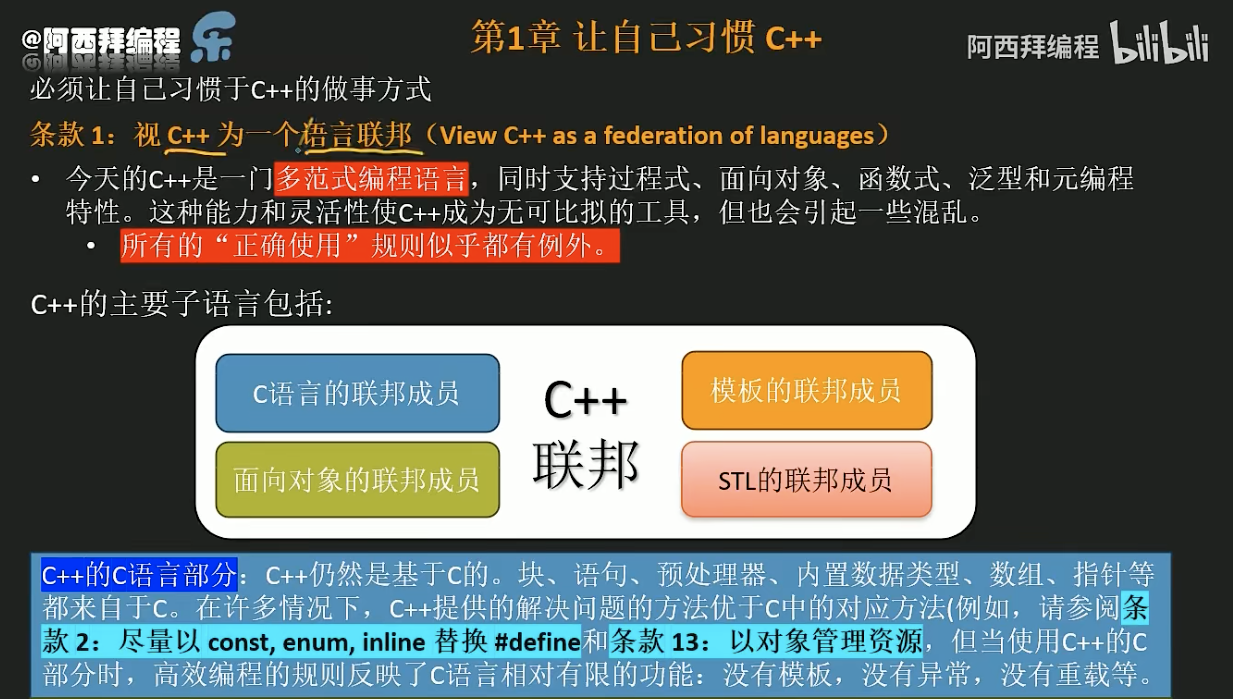 @阿西拜编程
第1章 让自己习惯 C++
阿西拜编程 bilibili
必须让自己习惯于C++的做事方式
条款 1：视 C++ 为一个语言联邦（View C++ as a federation of languages）
• 今天的C++是一门多范式编程语言，同时支持过程式、面向对象、函数式、泛型和元编程
特性。这种能力和灵活性使C++成为无可比拟的工具，但也会引起一些混乱。
• 所有的“正确使用”规则似乎都有例外。
C++的主要子语言包括:
C语言的联邦成员
模板的联邦成员
C++
联邦
面向对象的联邦成员
STL的联邦成员
C++的C语言部分：C++仍然是基于C的。块、语句、预处理器、内置数据类型、数组、指针等
都来自于C。在许多情况下，C++提供的解决问题的方法优于C中的对应方法(例如，请参阅条
款 2：尽量以 const, enum, inline 替换 #define和条款 13：以对象管理资源，但当使用C++的C
部分时，高效编程的规则反映了C语言相对有限的功能：没有模板，没有异常，没有重载等。